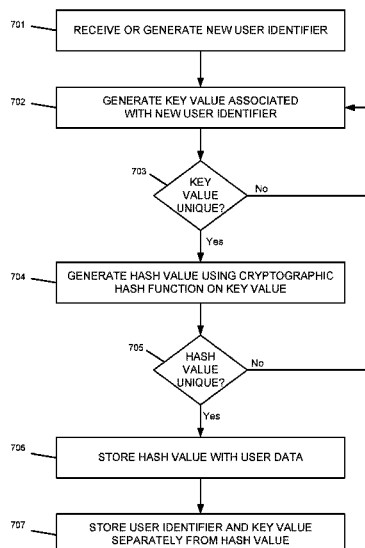 701
RECEIVE OR GENERATE NEW USER IDENTIFIER
702
GENERATE KEY VALUE ASSOCIATED
WITH NEW USER IDENTIFIER
703
KEY
VALUE
UNIQUE?
No
Yes
704
GENERATE HASH VALUE USING CRYPTOGRAPHIC
HASH FUNCTION ON KEY VALUE
705
HASH
VALUE
UNIQUE?
No
Yes
706
STORE HASH VALUE WITH USER DATA
707
STORE USER IDENTIFIER AND KEY VALUE
SEPARATELY FROM HASH VALUE